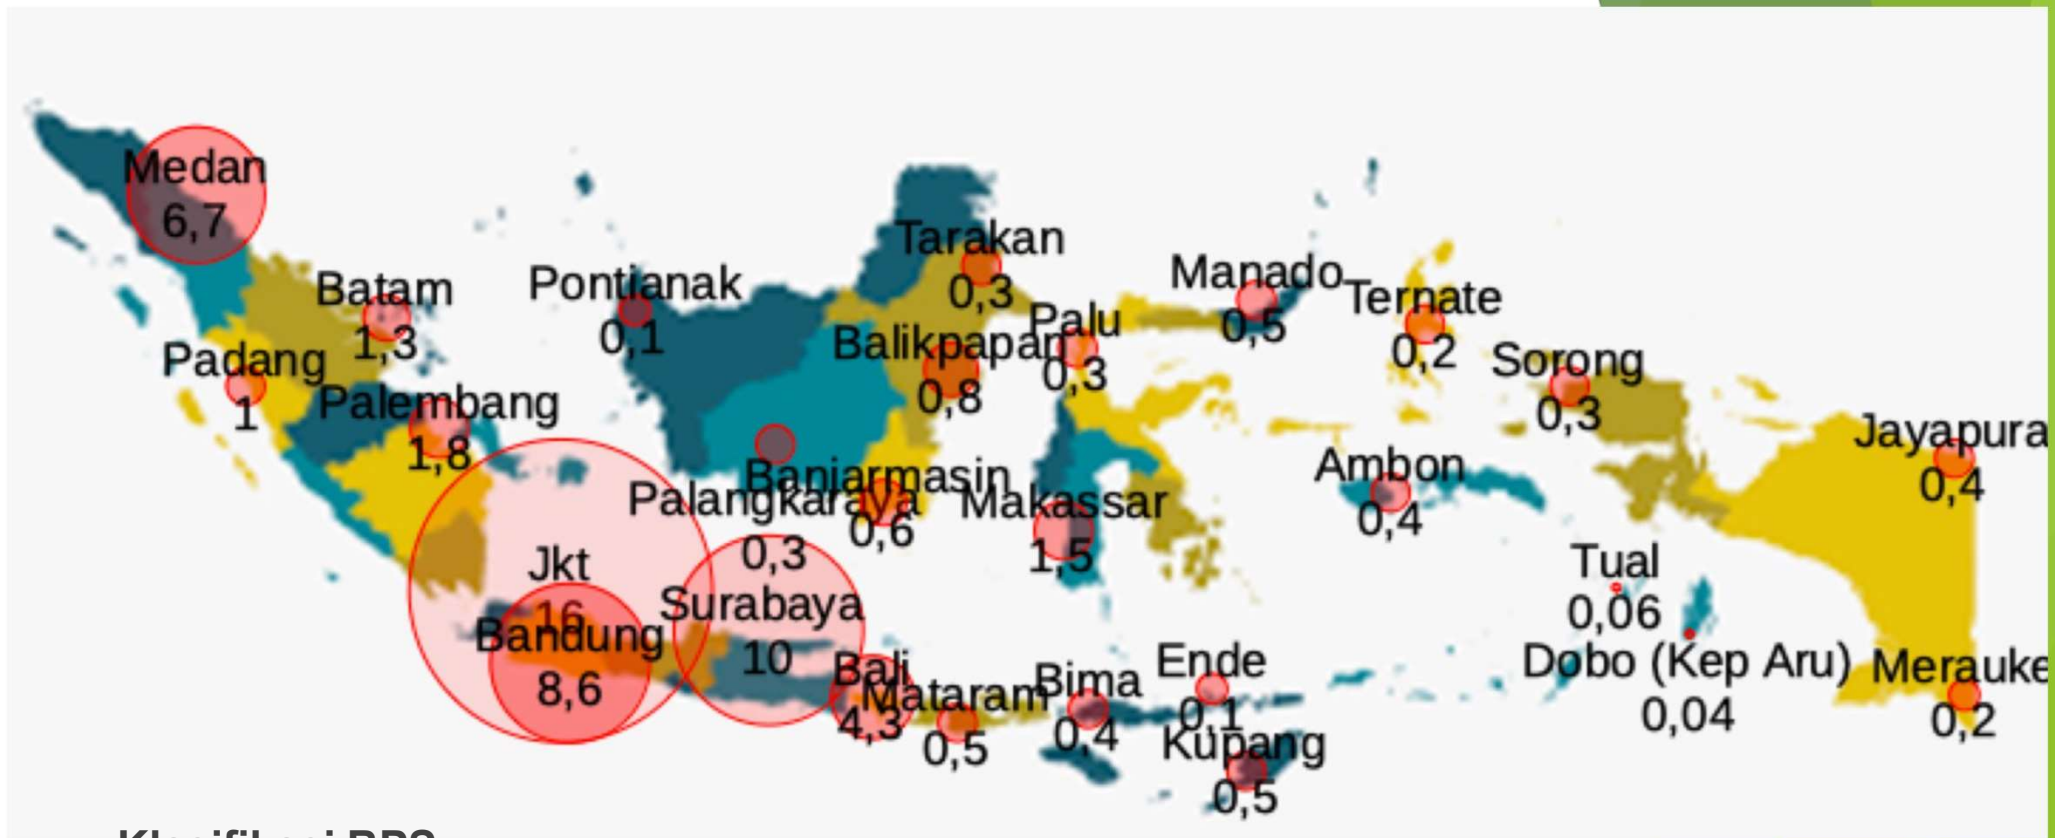 Medan
6,7
Batam
1,3
Padang
1
Palembang
1,8
Pontianak
0,1
Tarakan
0,3
Balikpapan
0,8
Palu
0,3
Manado
0,5
Ternate
0,2
Sorong
0,3
Jayapura
0,4
Banjarmasin
0,6
Palangkaraya
0,3
Makassar
1,5
Ambon
0,4
Jkt
16
Bandung
8,6
Surabaya
10
Bali
4,3
Mataram
0,5
Bima
0,4
Ende
0,1
Kupang
0,5
Tual
0,06
Dobo (Kep Aru)
0,04
Merauke
0,2
Klasifikasi BPS